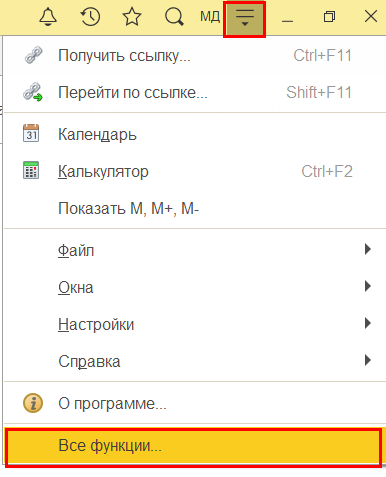 МД
Получить ссылку... Ctrl+F11
Перейти по ссылке... Shift+F11
31 Календарь
Калькулятор Ctrl+F2
Показать М, М+, М-
Файл
Окна
Настройки
Справка
i О программе...
Все функции...